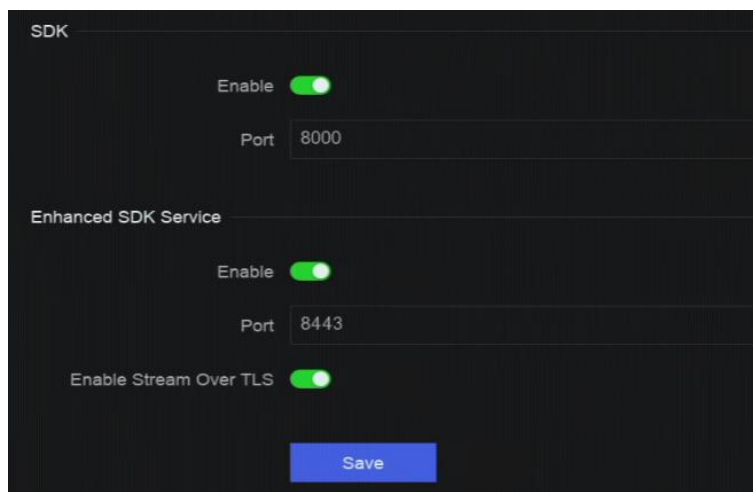 SDK
Enable
Port 8000
Enhanced SDK Service
Enable
Port 8443
Enable Stream Over TLS
Save